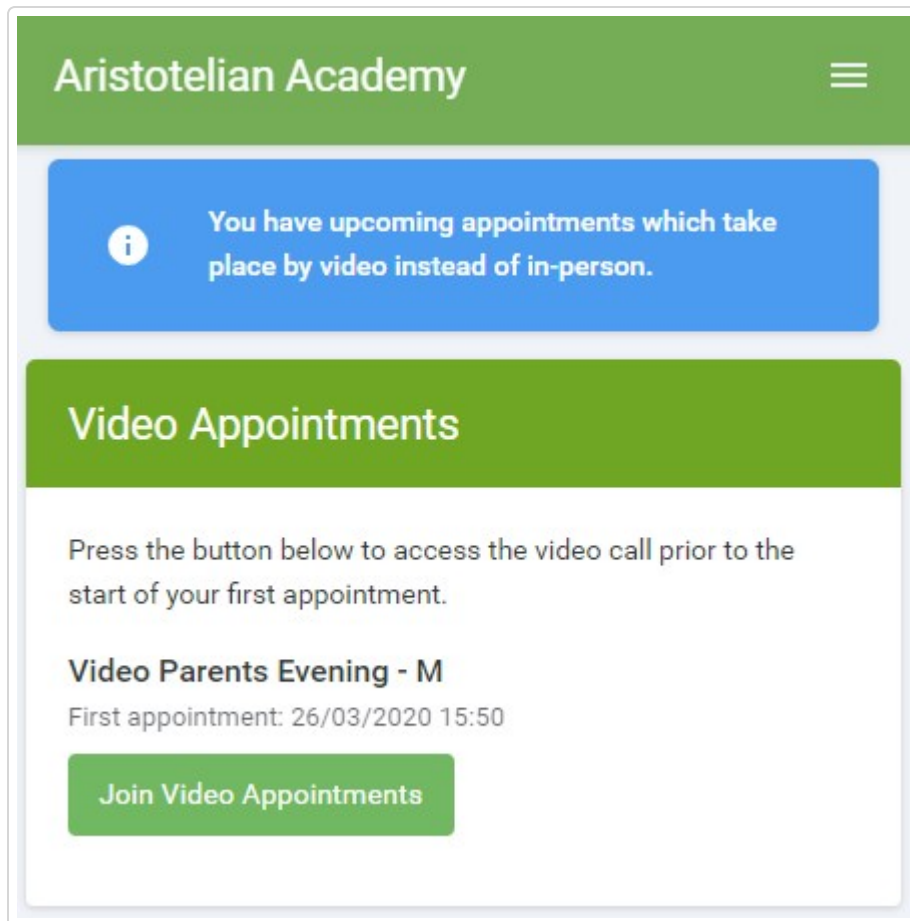 Aristotelian Academy
You have upcoming appointments which take
place by video instead of in-person.
Video Appointments
Press the button below to access the video call prior to the
start of your first appointment.
Video Parents Evening - M
First appointment: 26/03/2020 15:50
Join Video Appointments